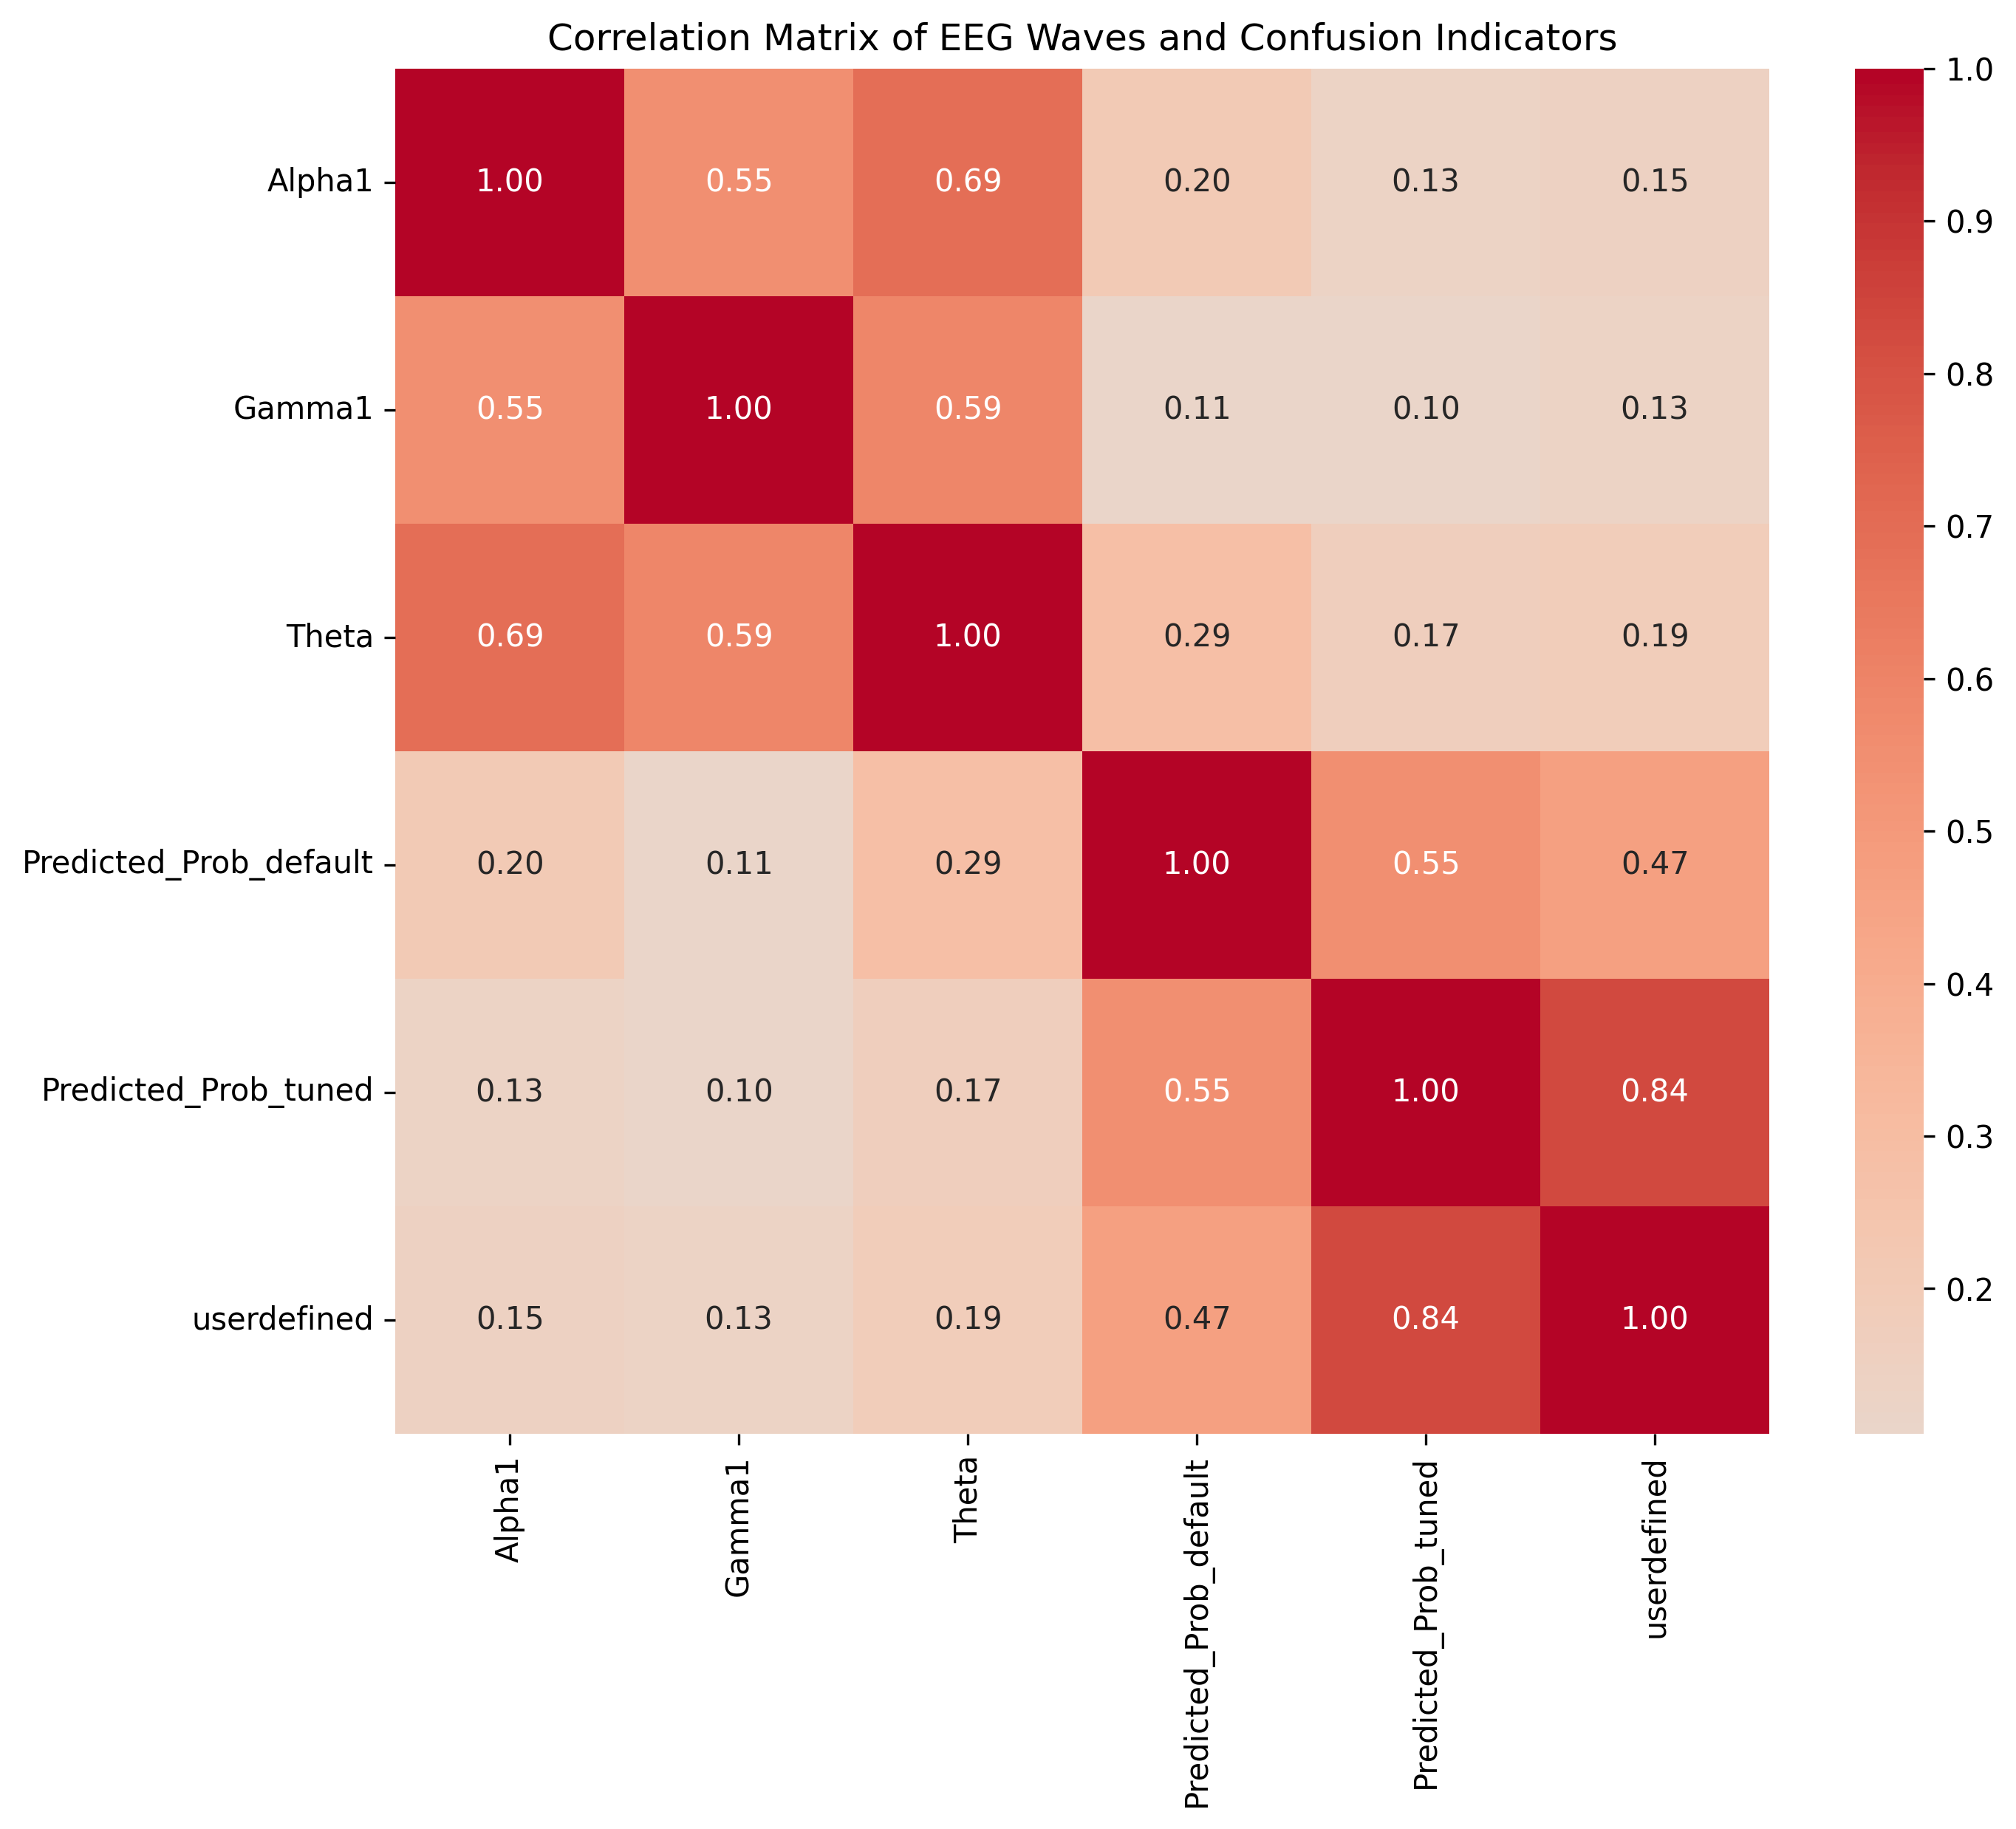 Correlation Matrix of EEG Waves and Confusion Indicators
Alpha1 1.00 0.55 0.69 0.20 0.13 0.15
Gamma1 0.55 1.00 0.59 0.11 0.10 0.13
Theta 0.69 0.59 1.00 0.29 0.17 0.19
Predicted_Prob_default 0.20 0.11 0.29 1.00 0.55 0.47
Predicted_Prob_tuned 0.13 0.10 0.17 0.55 1.00 0.84
userdefined 0.15 0.13 0.19 0.47 0.84 1.00
Alpha1
Gamma1
Theta
Predicted_Prob_default
Predicted_Prob_tuned
userdefined
1.0
0.9
0.8
0.7
0.6
0.5
0.4
0.3
0.2